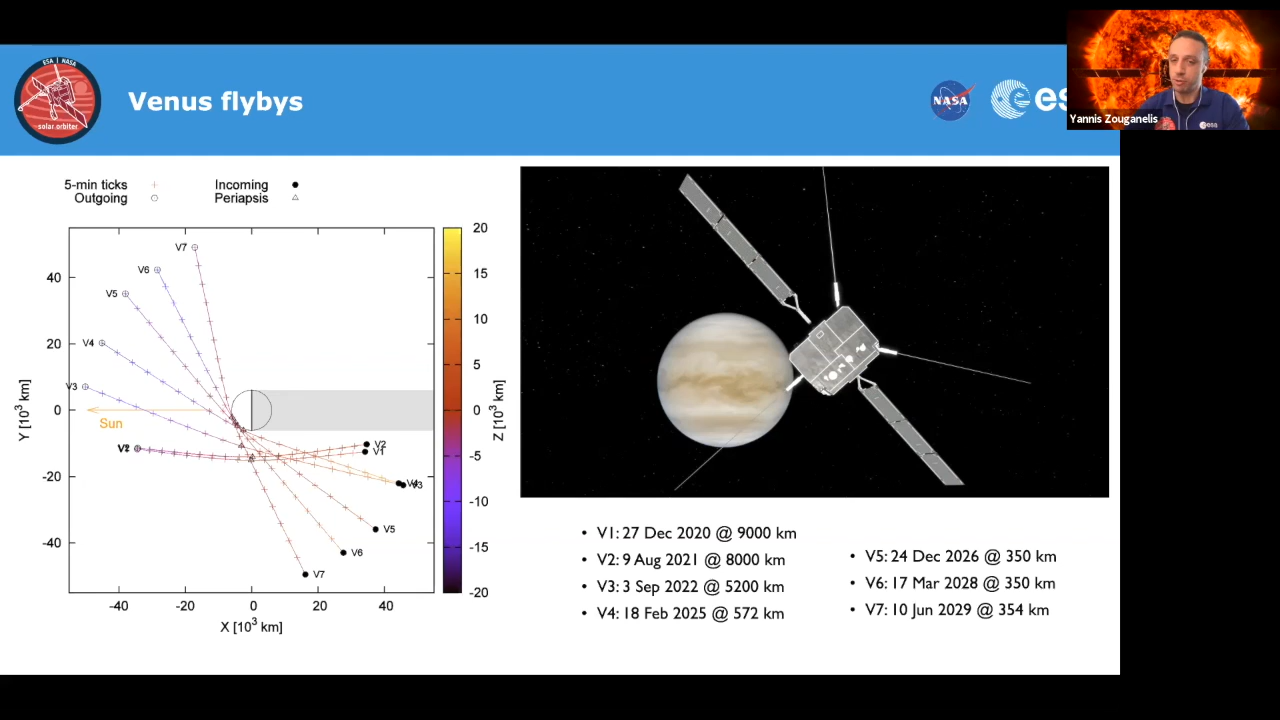 ESA | NASA
solar orbiter
Venus flybys
NASA
es
Yannis Zouganelis
esa
5-min ticks
Incoming
Outgoing
Periapsis
V7
V6
V5
V4
V3
V2
V2
V1
V3
V5
V6
V7
Sun
40
20
0
-20
-40
Y [10³ km]
-40
-20
0
20
40
X [10³ km]
20
15
10
5
0
-5
-10
-15
-20
Z [10³ km]
• V1: 27 Dec 2020 @ 9000 km
• V2: 9 Aug 2021 @ 8000 km
• V3: 3 Sep 2022 @ 5200 km
• V4: 18 Feb 2025 @ 572 km
• V5: 24 Dec 2026 @ 350 km
• V6: 17 Mar 2028 @ 350 km
• V7: 10 Jun 2029 @ 354 km